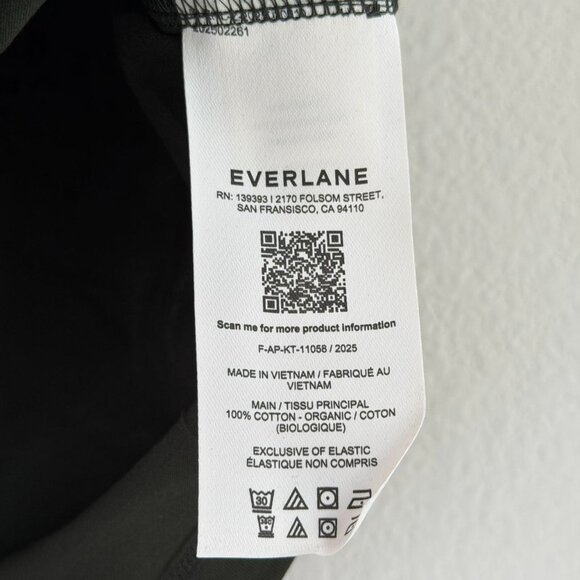 202502261
EVERLANE
RN: 139393 I 2170 FOLSOM STREET,
SAN FRANSISCO, CA 94110
Scan me for more product information
F-AP-KT-11058 / 2025
MADE IN VIETNAM / FABRIQUÉ AU
VIETNAM
MAIN / TISSU PRINCIPAL
100% COTTON - ORGANIC / COTON
(BIOLOGIQUE)
EXCLUSIVE OF ELASTIC
ÉLASTIQUE NON COMPRIS
30